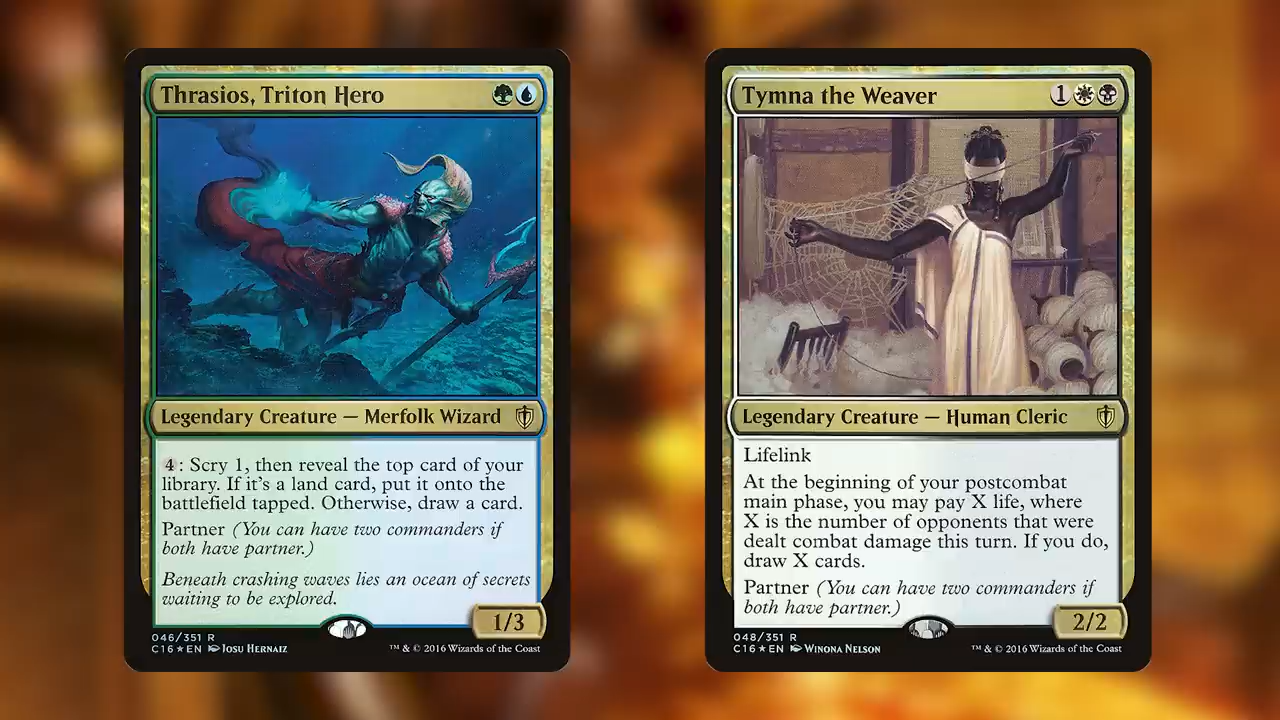 Thrasios, Triton Hero
Legendary Creature — Merfolk Wizard
4: Scry 1, then reveal the top card of your
library. If it's a land card, put it onto the
battlefield tapped. Otherwise, draw a card.
Partner (You can have two commanders if
both have partner.)
Beneath crashing waves lies an ocean of secrets
waiting to be explored.
1/3
046/351 R
C16★EN Josu Hernaiz
™ & © 2016 Wizards of the Coast
Tymna the Weaver 1
Legendary Creature — Human Cleric
Lifelink
At the beginning of your postcombat
main phase, you may pay X life, where
X is the number of opponents that were
dealt combat damage this turn. If you do,
draw X cards.
Partner (You can have two commanders if
both have partner.)
2/2
048/351 R
C16★EN Winona Nelson
™ & © 2016 Wizards of the Coast